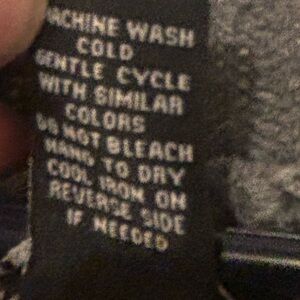 MACHINE WASH
COLD
GENTLE CYCLE
WITH SIMILAR
COLORS
DO NOT BLEACH
HANG TO DRY
COOL IRON ON
REVERSE SIDE
IF NEEDED